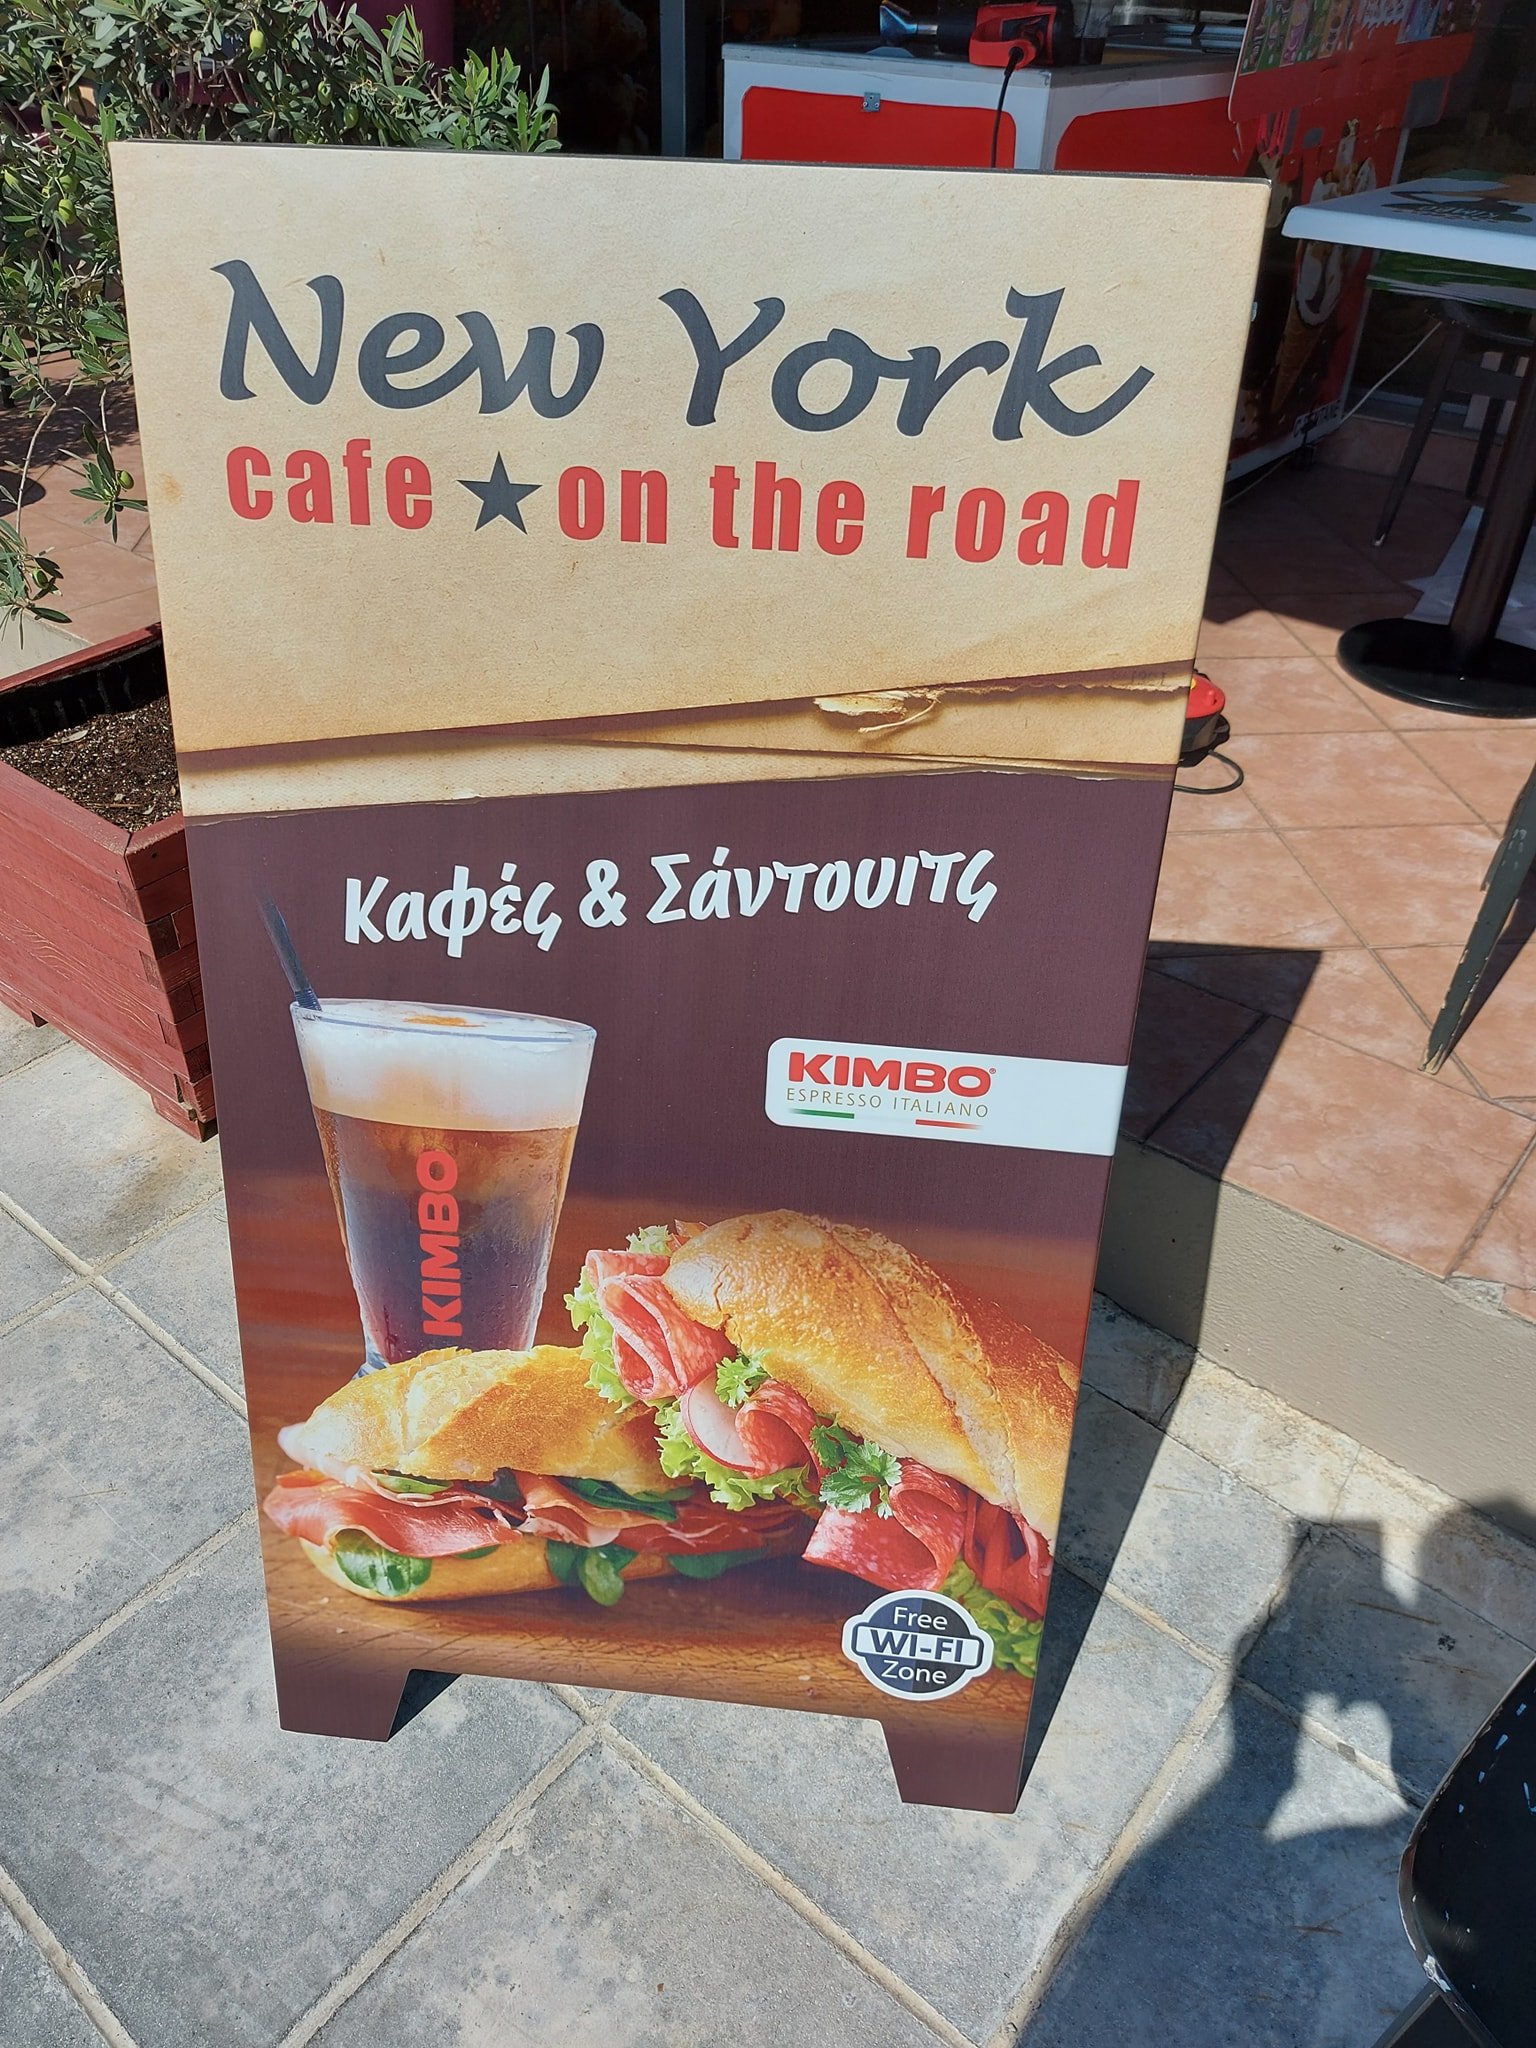 New York
cafe ★ on the road
Καφές & Σάντουιτς
KIMBO®
ESPRESSO ITALIANO
KIMBO
Free
WI-FI
Zone